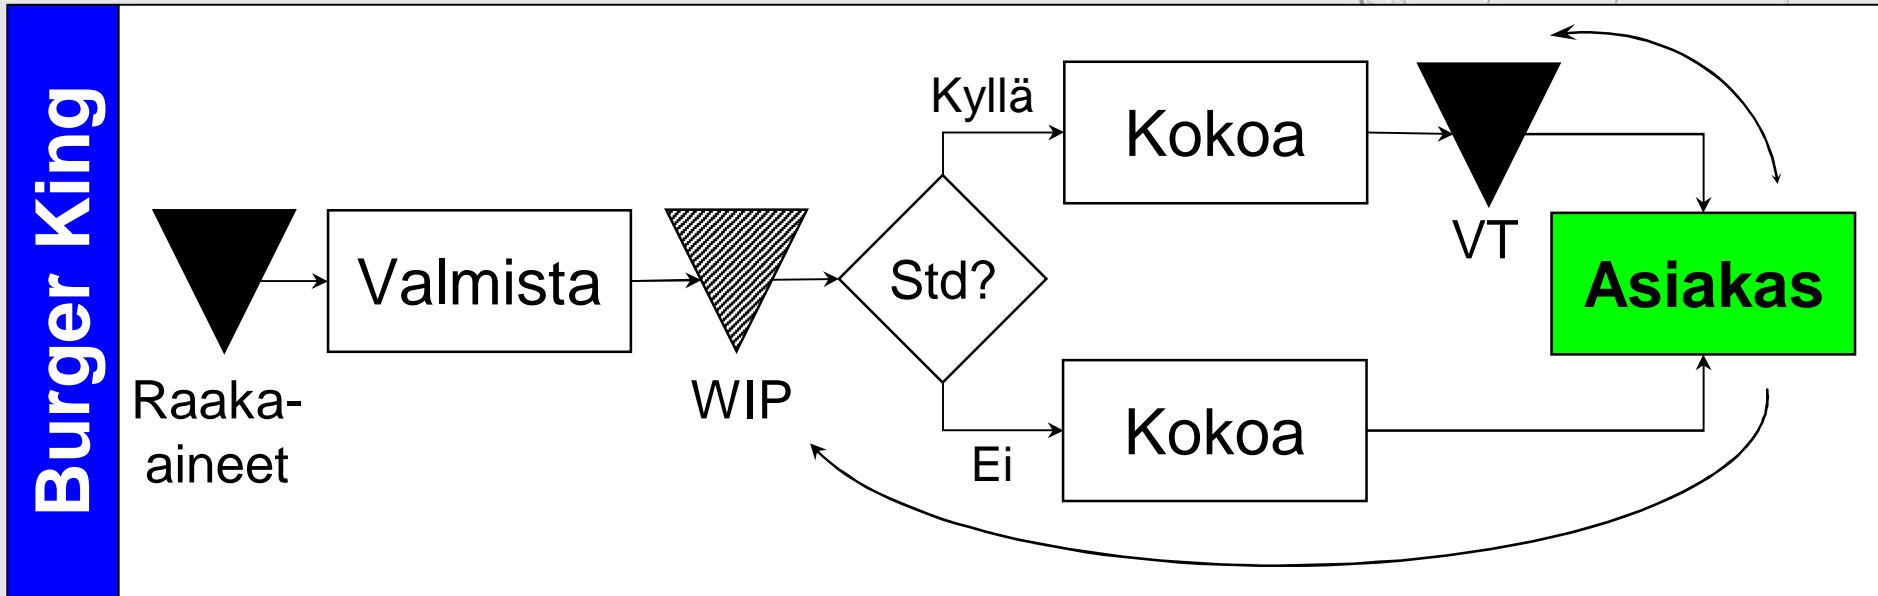 Burger King
Raaka-
aineet
Valmista
WIP
Std?
Kyllä
Kokoa
VT
Ei
Kokoa
Asiakas